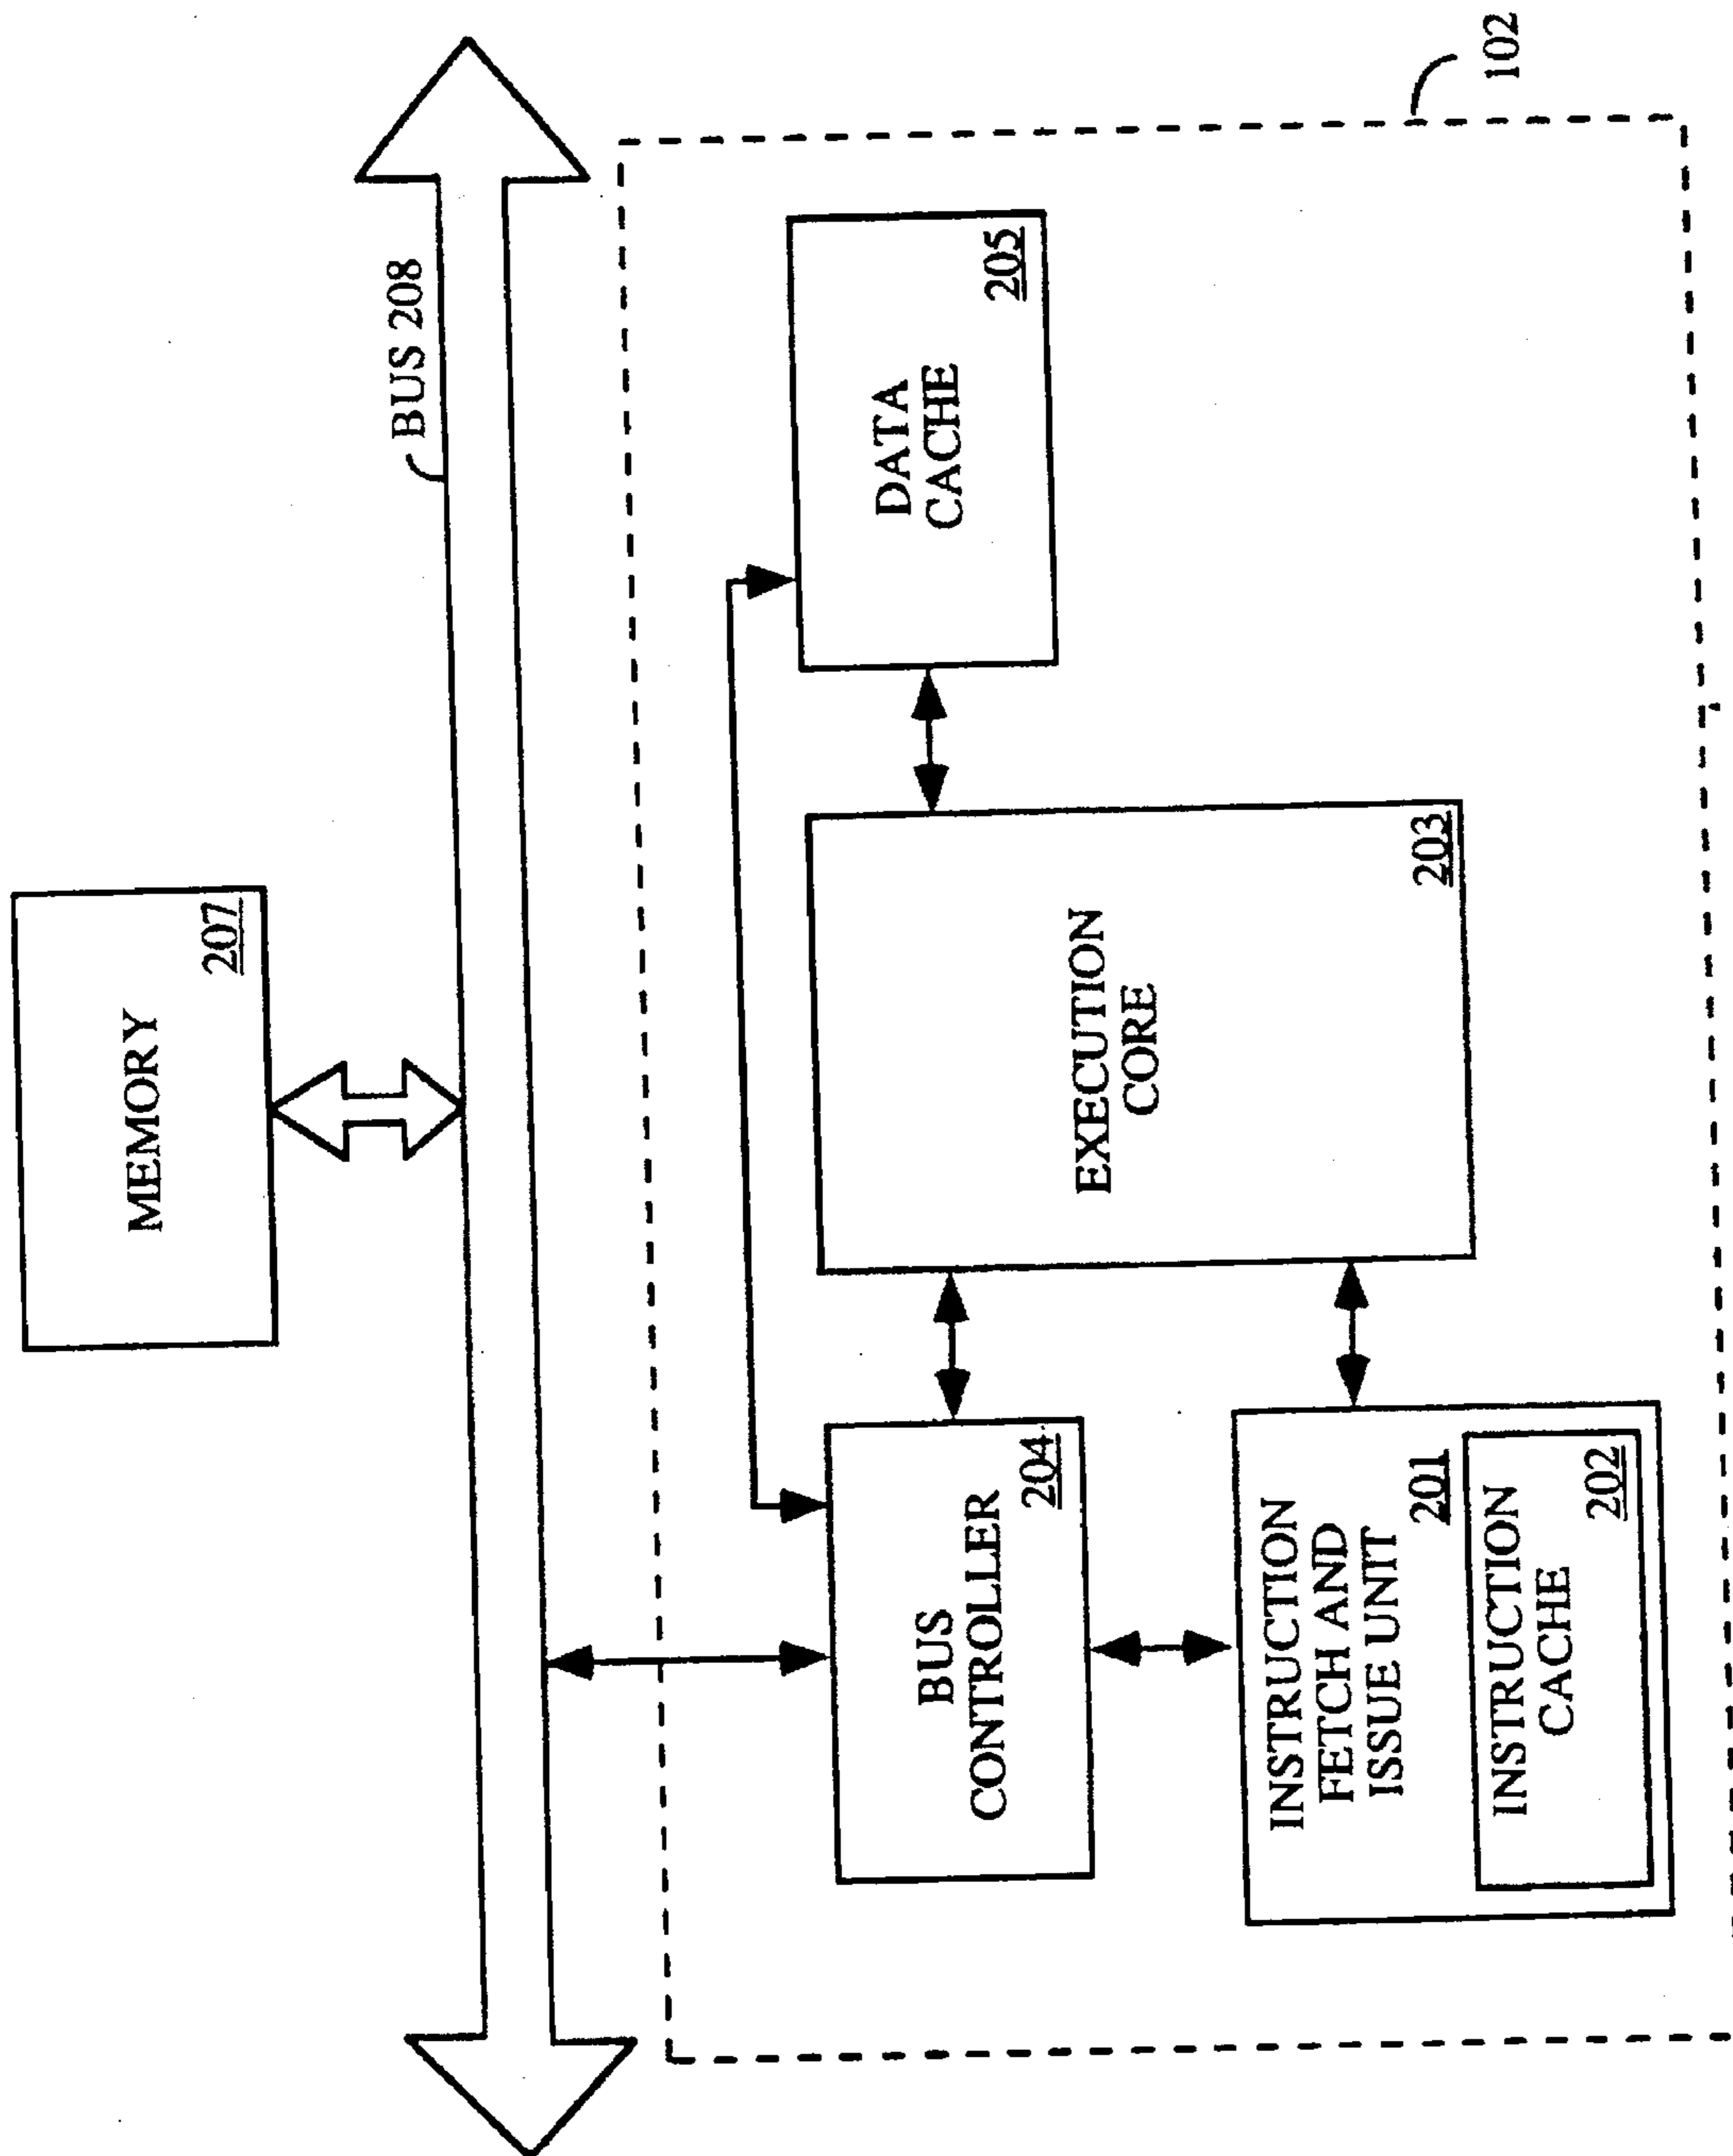 MEMORY
207
BUS 208
BUS
CONTROLLER
204
EXECUTION
CORE
203
DATA
CACHE
205
INSTRUCTION
FETCH AND
ISSUE UNIT
201
INSTRUCTION
CACHE
202
102